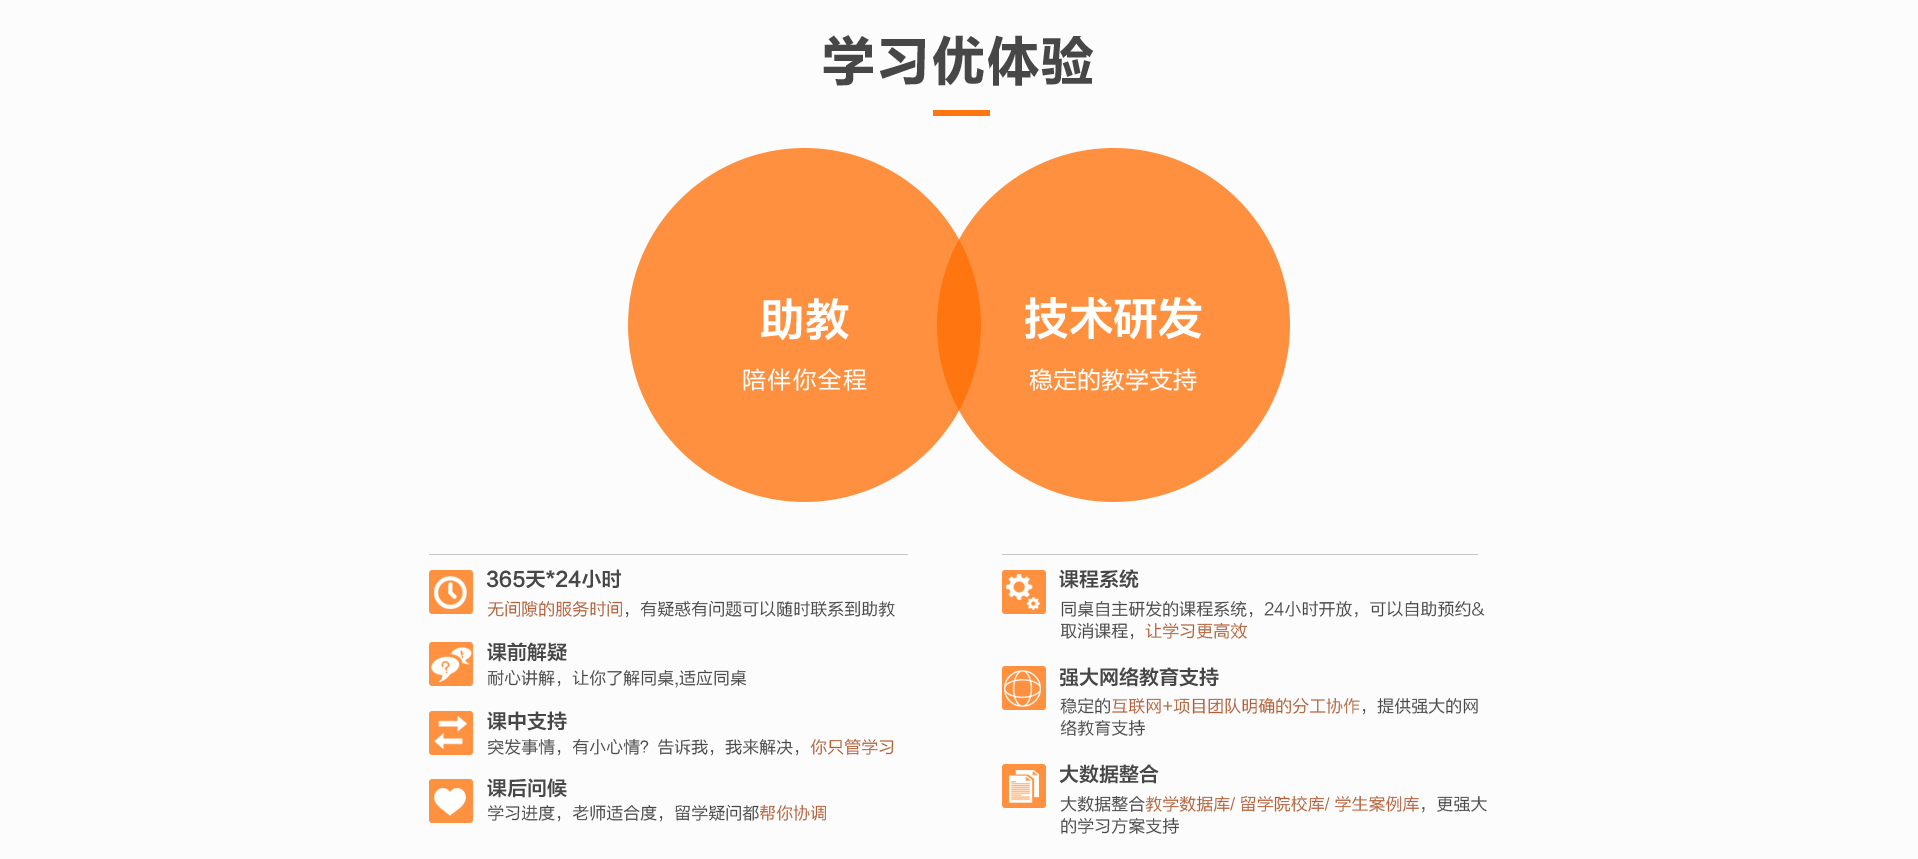 学习优体验
助教
陪伴你全程
技术研发
稳定的教学支持
365天*24小时
无间隙的服务时间，有疑惑有问题可以随时联系到助教
课前解疑
耐心讲解，让你了解同桌,适应同桌
课中支持
突发事情，有小心情？告诉我，我来解决，你只管学习
课后问候
学习进度，老师适合度，留学疑问都帮你协调
课程系统
同桌自主研发的课程系统，24小时开放，可以自助预约&
取消课程，让学习更高效
强大网络教育支持
稳定的互联网+项目团队明确的分工协作，提供强大的网
络教育支持
大数据整合
大数据整合教学数据库/ 留学院校库/ 学生案例库，更强大
的学习方案支持